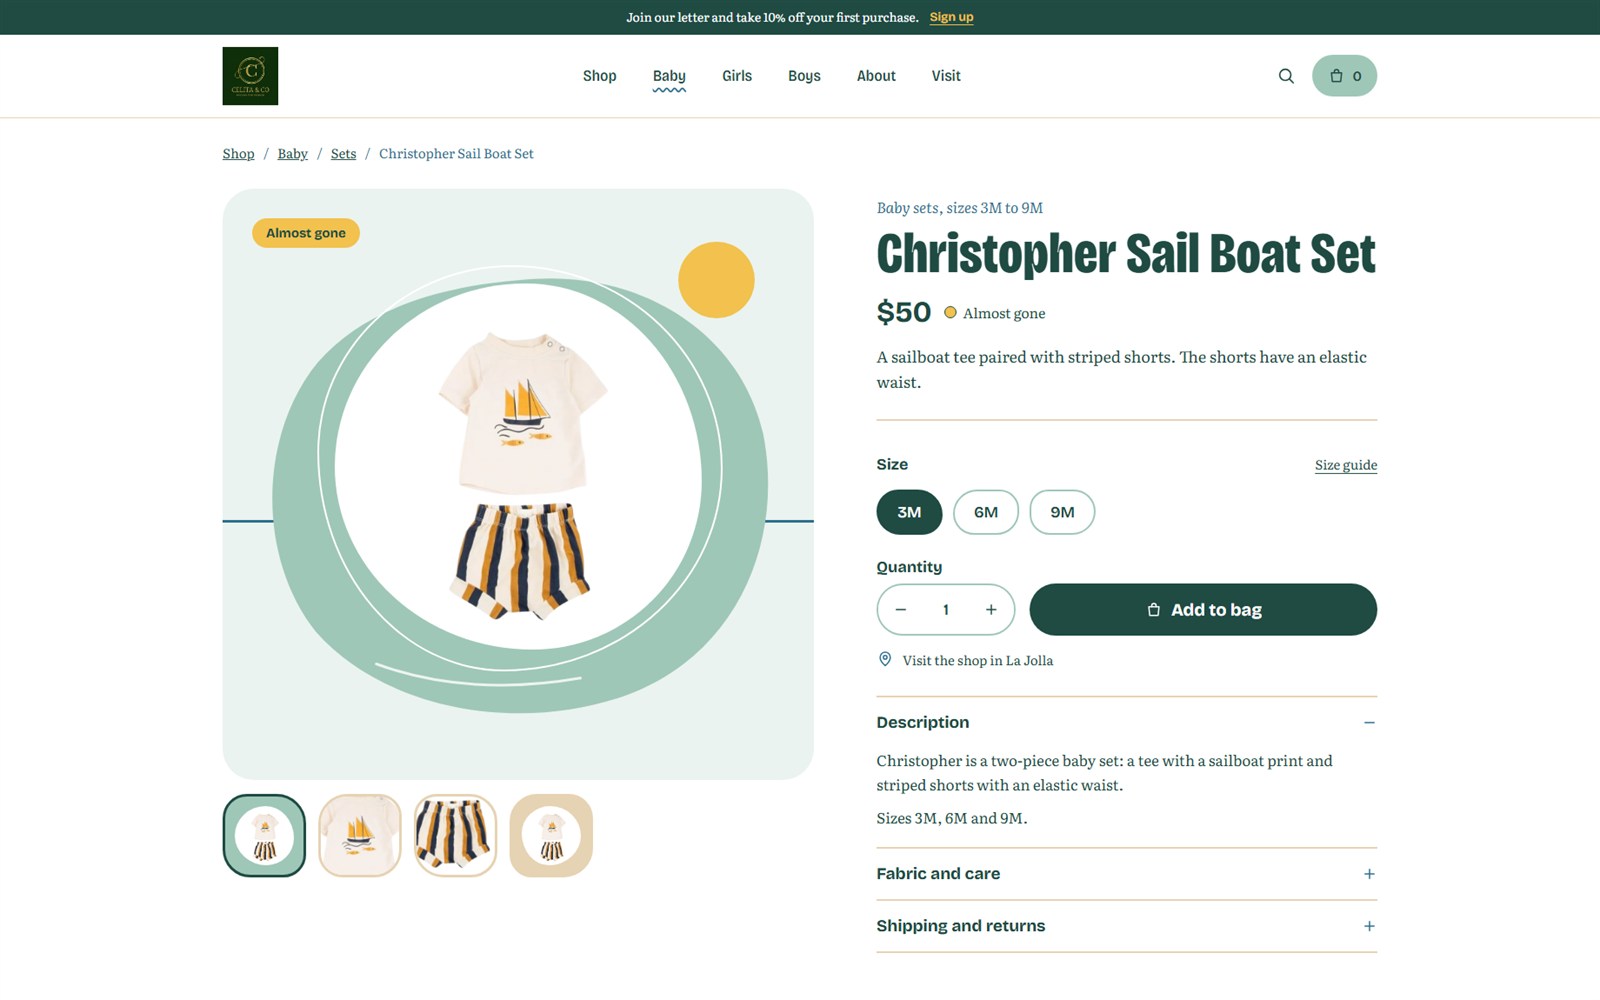 Join our letter and take 10% off your first purchase. Sign up
C
CELITA & CO
Shop Baby Girls Boys About Visit
0
Shop / Baby / Sets / Christopher Sail Boat Set
Almost gone
Baby sets, sizes 3M to 9M
Christopher Sail Boat Set
$50 Almost gone
A sailboat tee paired with striped shorts. The shorts have an elastic
waist.
Size
Size guide
3M 6M 9M
Quantity
− 1 +
Add to bag
Visit the shop in La Jolla
Description −
Christopher is a two-piece baby set: a tee with a sailboat print and
striped shorts with an elastic waist.
Sizes 3M, 6M and 9M.
Fabric and care +
Shipping and returns +